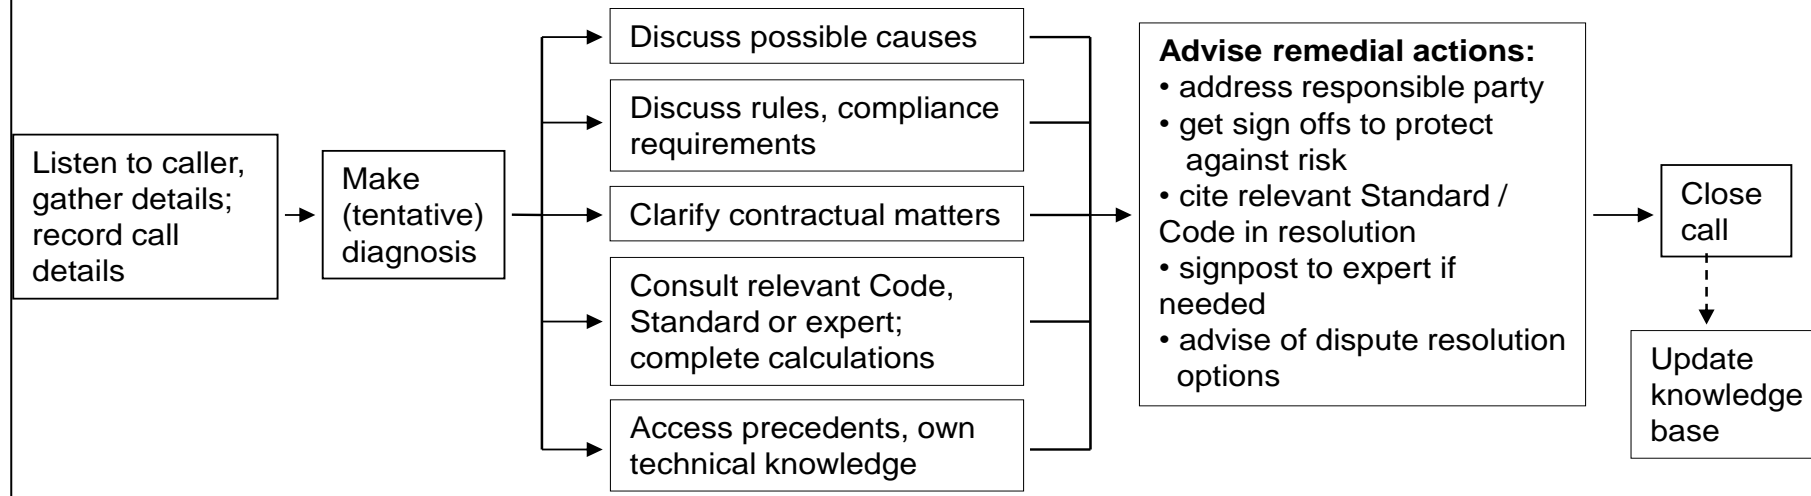 Listen to caller,
gather details;
record call
details
Make
(tentative)
diagnosis
Discuss possible causes
Discuss rules, compliance
requirements
Clarify contractual matters
Consult relevant Code,
Standard or expert;
complete calculations
Access precedents, own
technical knowledge
Advise remedial actions:
• address responsible party
• get sign offs to protect
against risk
• cite relevant Standard /
Code in resolution
• signpost to expert if
needed
• advise of dispute resolution
options
Close
call
Update
knowledge
base